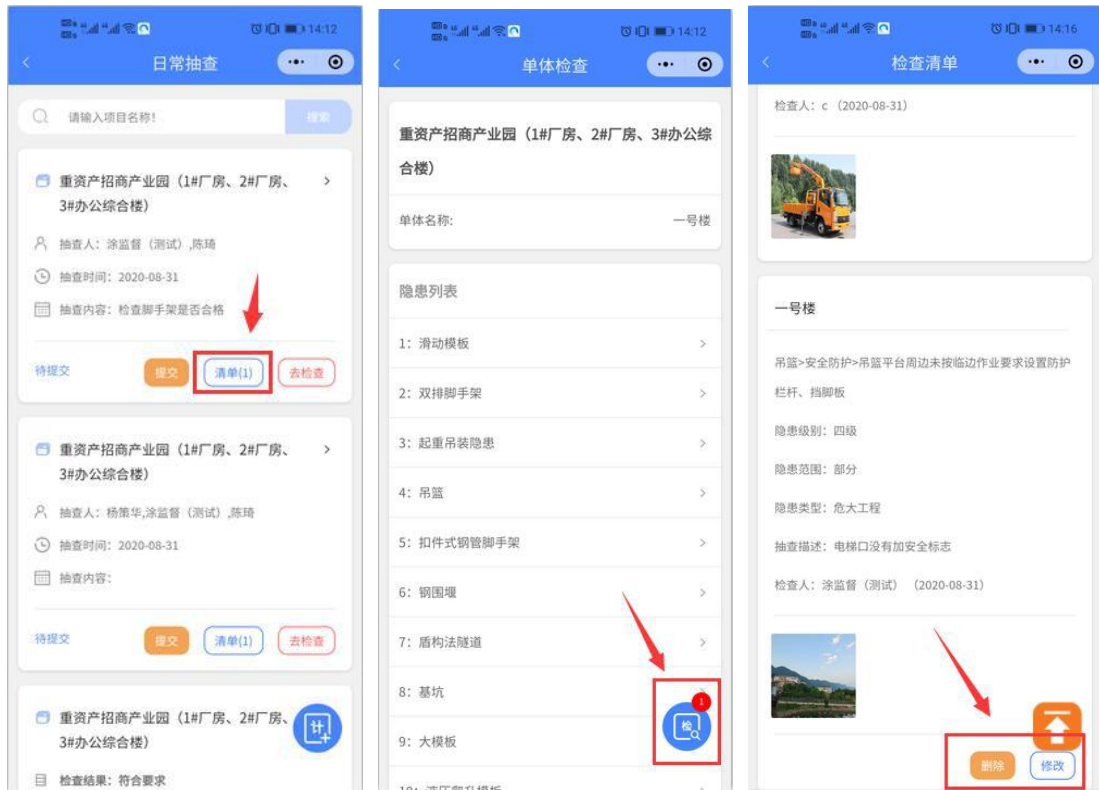 14:12
日常抽查
请输入项目名称!
搜索
重资产招商产业园（1#厂房、2#厂房、
3#办公综合楼）
抽查人：涂监督（测试）,陈琦
抽查时间：2020-08-31
抽查内容：检查脚手架是否合格
待提交
提交
清单(1)
去检查
重资产招商产业园（1#厂房、2#厂房、
3#办公综合楼）
抽查人：杨策华,涂监督（测试）,陈琦
抽查时间：2020-08-31
抽查内容：
待提交
提交
清单(1)
去检查
重资产招商产业园（1#厂房、2#厂房、
3#办公综合楼）
检查结果：符合要求
14:12
单体检查
重资产招商产业园（1#厂房、2#厂房、3#办公综
合楼）
单体名称:
一号楼
隐患列表
1：滑动模板
2：双排脚手架
3：起重吊装隐患
4：吊篮
5：扣件式钢管脚手架
6：钢围堰
7：盾构法隧道
8：基坑
9：大模板
1
检
14:16
检查清单
检查人：c （2020-08-31）
一号楼
吊篮>安全防护>吊篮平台周边未按临边作业要求设置防护
栏杆、挡脚板
隐患级别：四级
隐患范围：部分
隐患类型：危大工程
抽查描述：电梯口没有加安全标志
检查人：涂监督（测试） （2020-08-31）
删除
修改